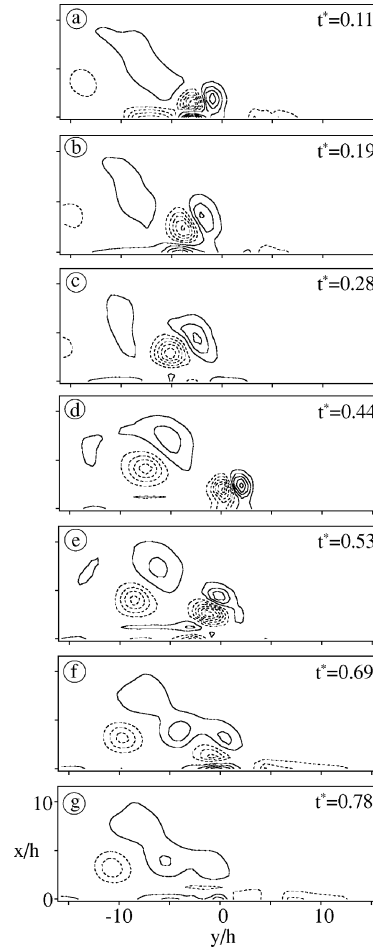 a t*=0.11
b t*=0.19
c t*=0.28
d t*=0.44
e t*=0.53
f t*=0.69
g t*=0.78
10
x/h
0
-10 0 10
y/h